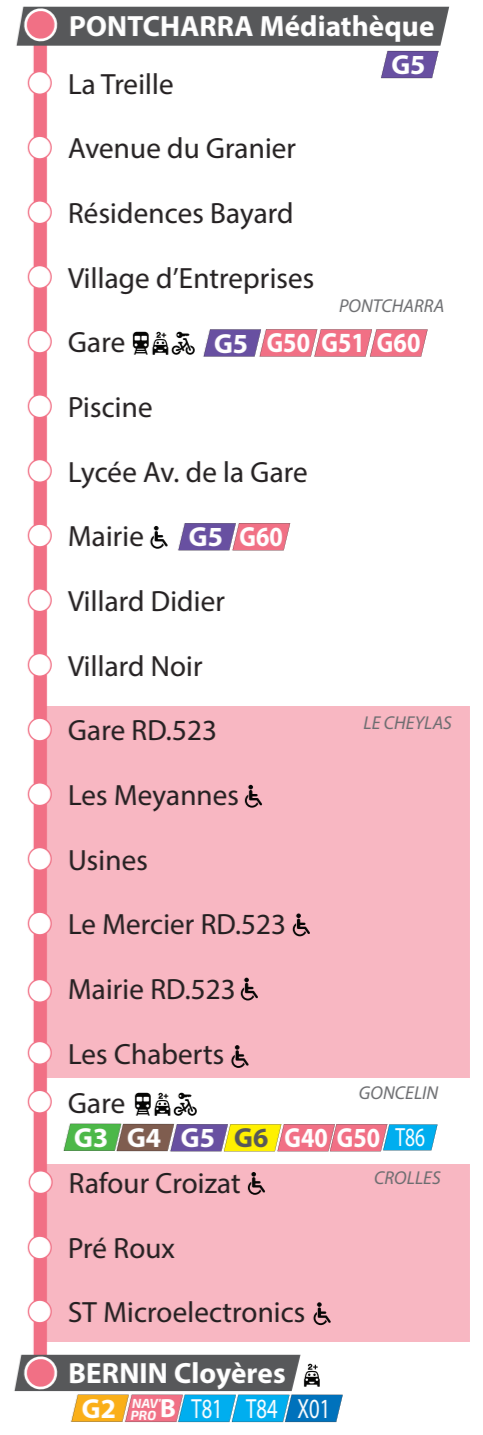 PONTCHARRA Médiathèque
G5
La Treille
Avenue du Granier
Résidences Bayard
Village d'Entreprises
PONTCHARRA
Gare 2+ G5 G50 G51 G60
Piscine
Lycée Av. de la Gare
Mairie G5 G60
Villard Didier
Villard Noir
Gare RD.523 LE CHEYLAS
Les Meyannes
Usines
Le Mercier RD.523
Mairie RD.523
Les Chaberts
Gare 2+ GONCELIN
G3 G4 G5 G6 G40 G50 T86
Rafour Croizat CROLLES
Pré Roux
ST Microelectronics
BERNIN Cloyères 2+
G2 NAV'PRO B T81 T84 X01